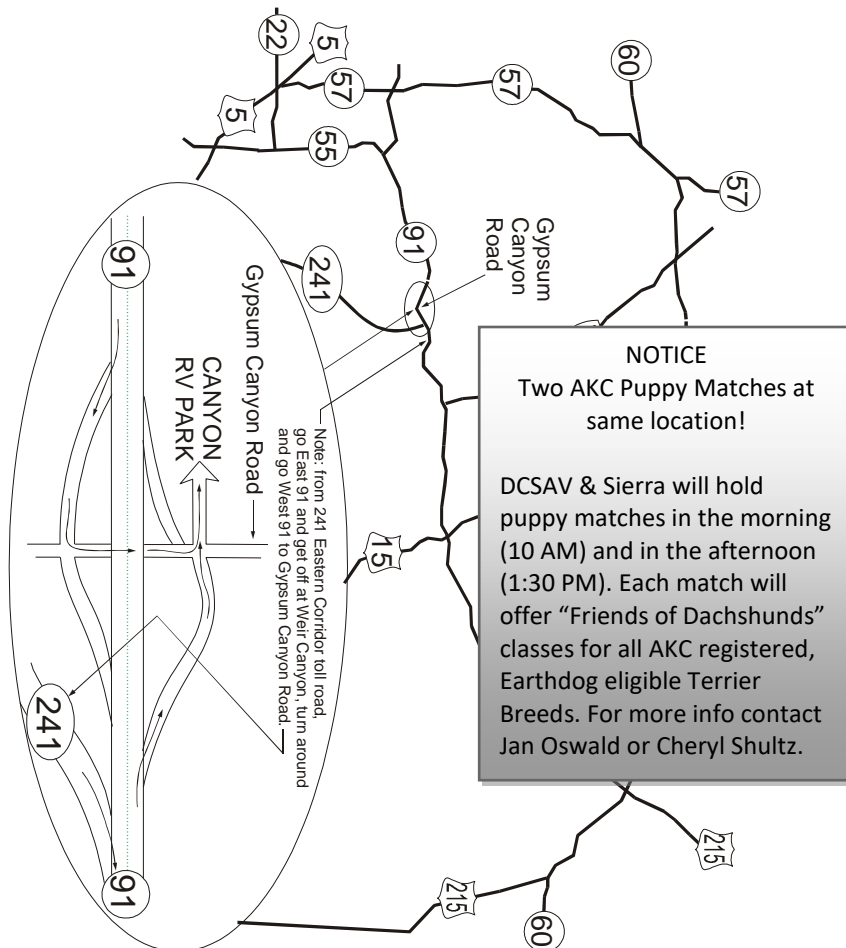 22
5
57
57
60
5
55
57
91
Gypsum
Canyon
Road
241
Gypsum Canyon Road
91
CANYON
RV PARK
Note: from 241 Eastern Corridor toll road,
go East 91 and get off at Weir Canyon, turn around
and go West 91 to Gypsum Canyon Road.
15
241
91
215
215
60
NOTICE
Two AKC Puppy Matches at
same location!
DCSAV & Sierra will hold
puppy matches in the morning
(10 AM) and in the afternoon
(1:30 PM). Each match will
offer “Friends of Dachshunds”
classes for all AKC registered,
Earthdog eligible Terrier
Breeds. For more info contact
Jan Oswald or Cheryl Shultz.